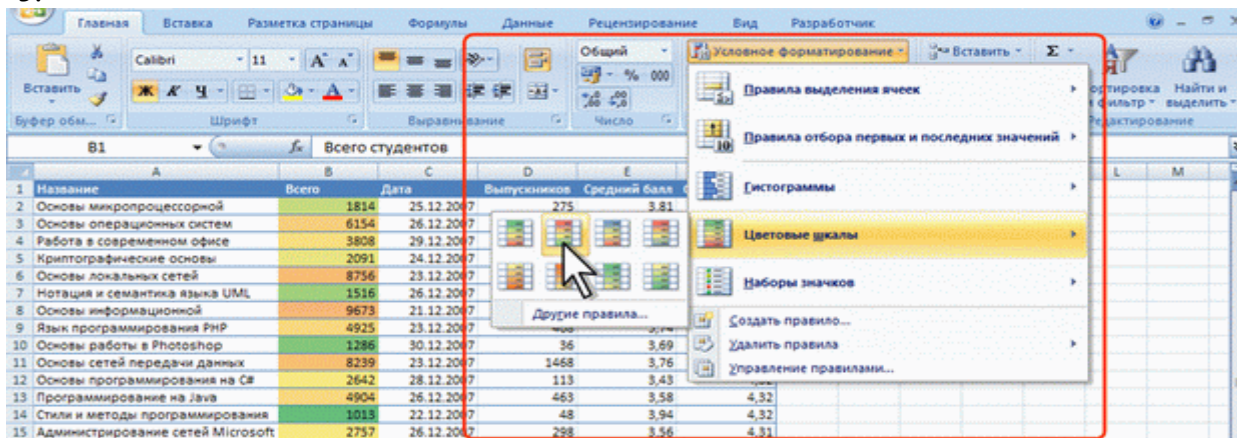 Главная Вставка Разметка страницы Формулы Данные Рецензирование Вид Разработчик
Calibri 11 Общий Условное форматирование Вставить Σ
Ж К Ч % 000
Вставить Найти и
фильтр выделить
Буфер обм... Шрифт Выравнивание Число
B1 fx Всего студентов
A B C D E L M
1 Название Всего Дата Выпускников Средний балл
2 Основы микропроцессорной 1814 25.12.2007 275 3,81
3 Основы операционных систем 6154 26.12.2007
4 Работа в современном офисе 3808 29.12.2007
5 Криптографические основы 2091 24.12.2007
6 Основы локальных сетей 8756 23.12.2007
7 Нотация и семантика языка UML 1516 26.12.2007
8 Основы информационной 9673 21.12.2007
9 Язык программирования PHP 4925 23.12.2007
10 Основы работы в Photoshop 1286 30.12.2007 36 3,69
11 Основы сетей передачи данных 8239 23.12.2007 1468 3,76
12 Основы программирования на C# 2642 28.12.2007 113 3,43
13 Программирование на Java 4904 26.12.2007 463 3,58 4,32
14 Стили и методы программирования 1013 22.12.2007 48 3,94 4,32
15 Администрирование сетей Microsoft 2757 26.12.2007 298 3,56 4,31
Правила выделения ячеек
Правила отбора первых и последних значений
Гистограммы
Цветовые шкалы
Наборы значков
Создать правило...
Удалить правила
Управление правилами...
Другие правила...